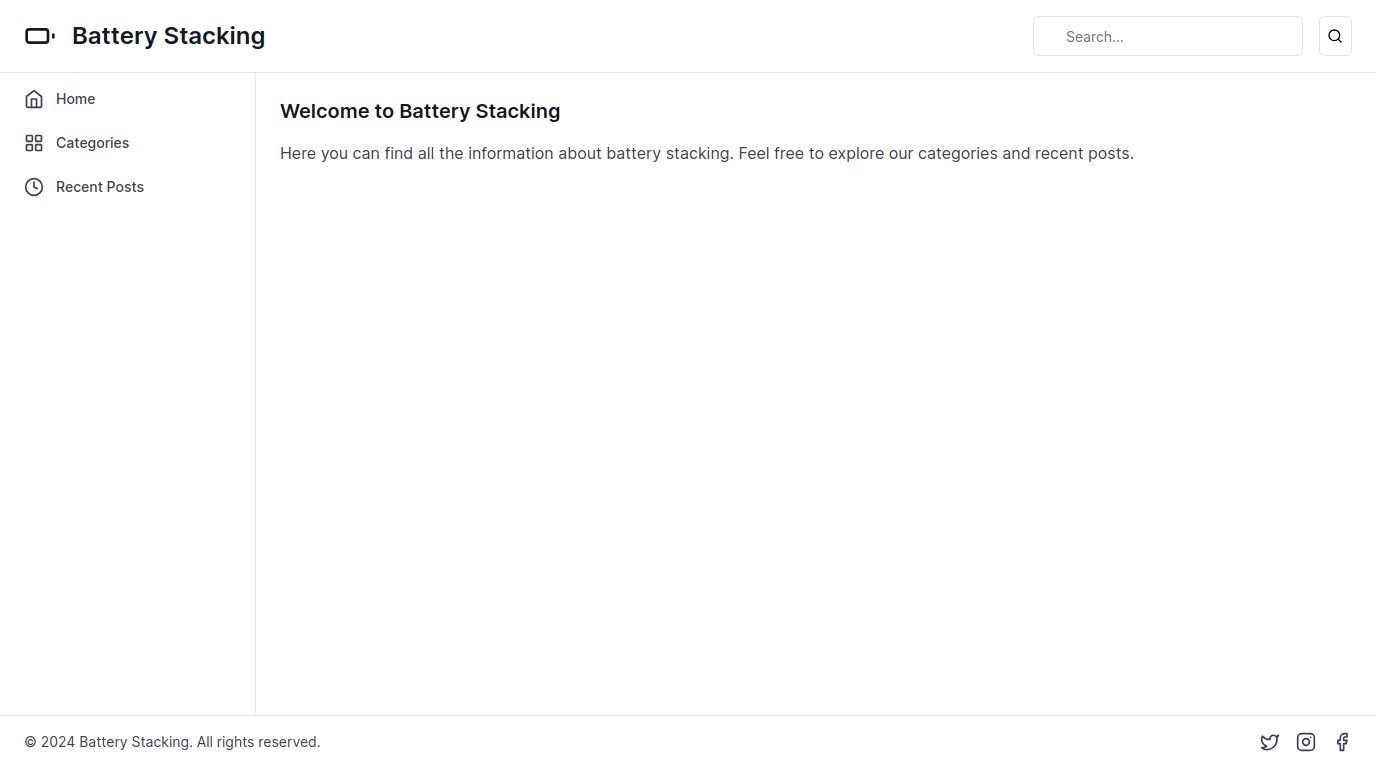 Battery Stacking
Search...
Home
Categories
Recent Posts
Welcome to Battery Stacking
Here you can find all the information about battery stacking. Feel free to explore our categories and recent posts.
© 2024 Battery Stacking. All rights reserved.